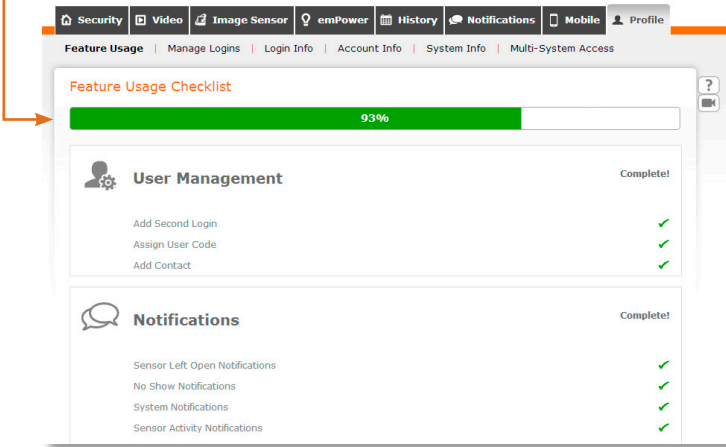 Security Video Image Sensor emPower History Notifications Mobile Profile
Feature Usage | Manage Logins | Login Info | Account Info | System Info | Multi-System Access
Feature Usage Checklist
?
93%
User Management Complete!
Add Second Login
Assign User Code
Add Contact
Notifications Complete!
Sensor Left Open Notifications
No Show Notifications
System Notifications
Sensor Activity Notifications